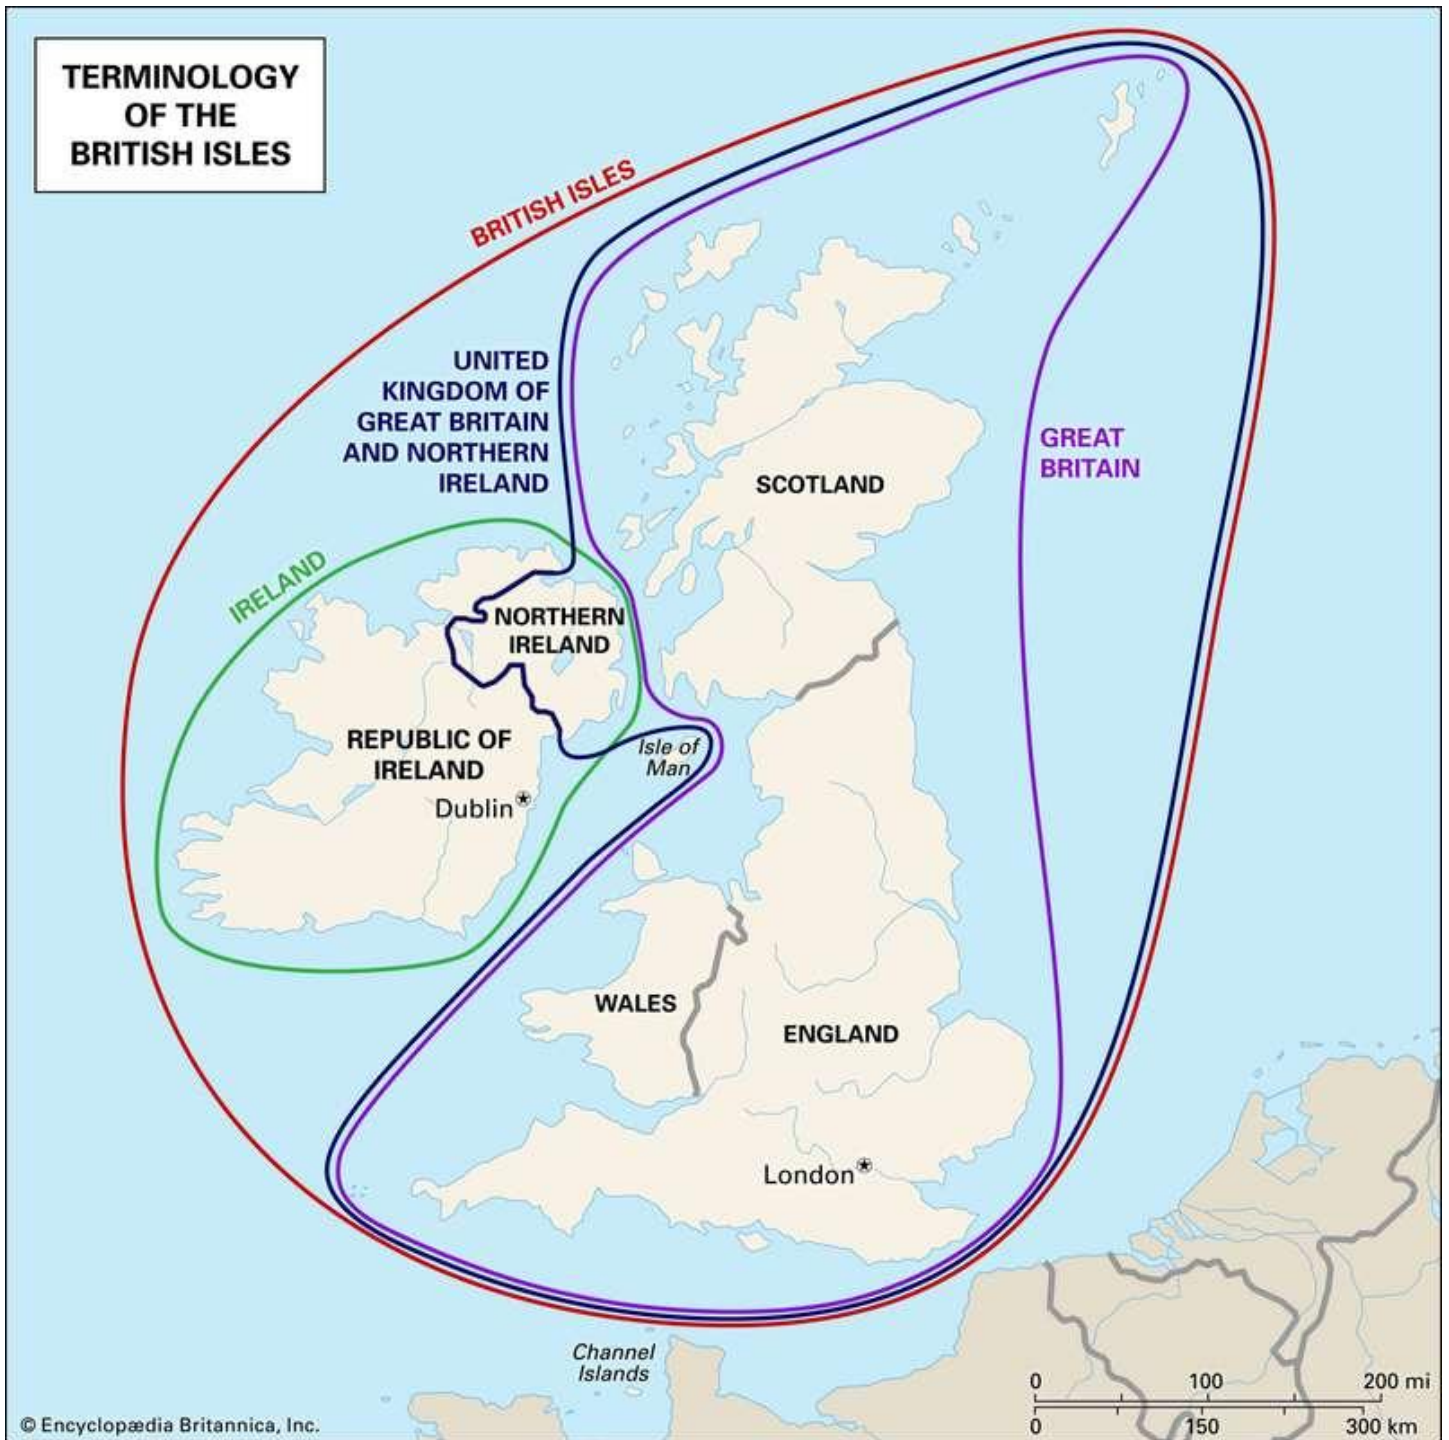 TERMINOLOGY
OF THE
BRITISH ISLES
BRITISH ISLES
UNITED
KINGDOM OF
GREAT BRITAIN
AND NORTHERN
IRELAND
GREAT
BRITAIN
SCOTLAND
IRELAND
NORTHERN
IRELAND
REPUBLIC OF
IRELAND
Isle of
Man
Dublin
WALES
ENGLAND
London
Channel
Islands
0 100 200 mi
0 150 300 km
© Encyclopædia Britannica, Inc.